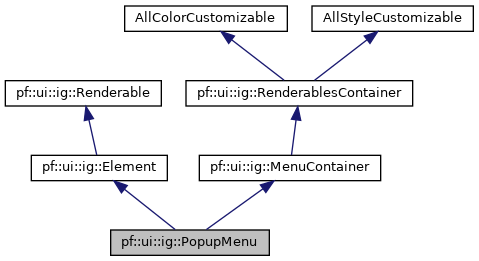 AllColorCustomizable
AllStyleCustomizable
pf::ui::ig::Renderable
pf::ui::ig::RenderablesContainer
pf::ui::ig::Element
pf::ui::ig::MenuContainer
pf::ui::ig::PopupMenu